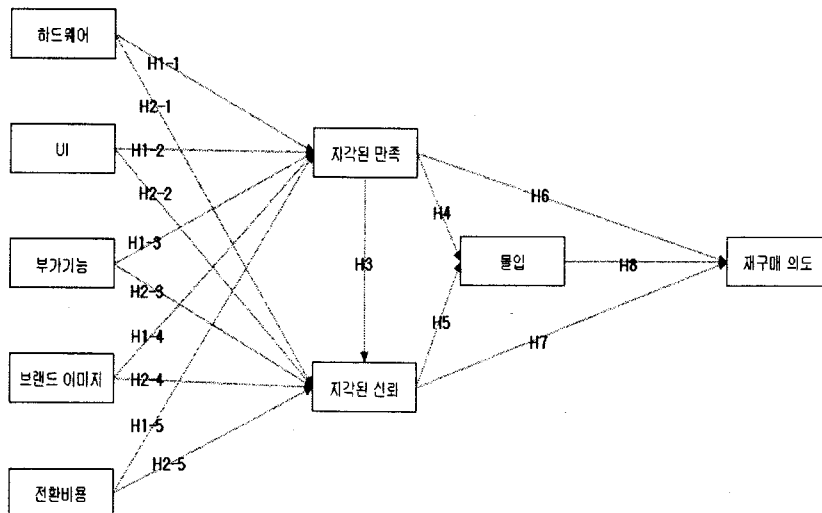 하드웨어
H1-1
H2-1
UI
H1-2
지각된 만족
H2-2
H4
H6
부가기능
H1-3
H2-3
H3
몰입
H8
재구매 의도
H5
H1-4
H7
브랜드 이미지
H2-4
지각된 신뢰
H1-5
H2-5
전환비용